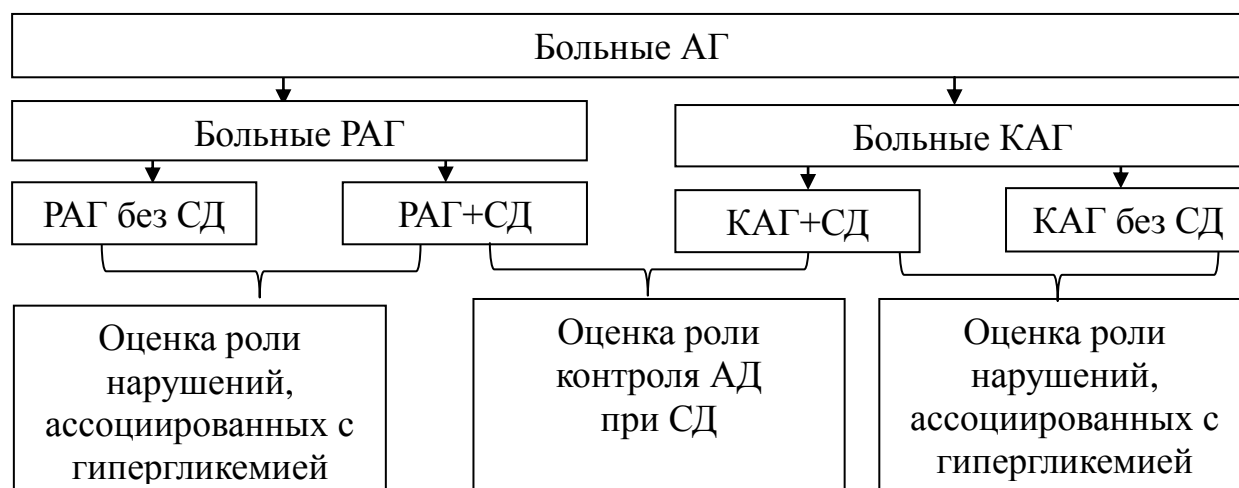 Больные АГ
Больные РАГ
Больные КАГ
РАГ без СД
РАГ+СД
КАГ+СД
КАГ без СД
Оценка роли
нарушений,
ассоциированных с
гипергликемией
Оценка роли
контроля АД
при СД
Оценка роли
нарушений,
ассоциированных с
гипергликемией